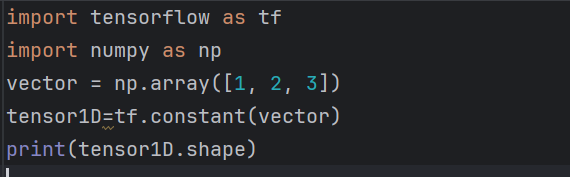 import tensorflow as tf
import numpy as np
vector = np.array([1, 2, 3])
tensor1D=tf.constant(vector)
print(tensor1D.shape)